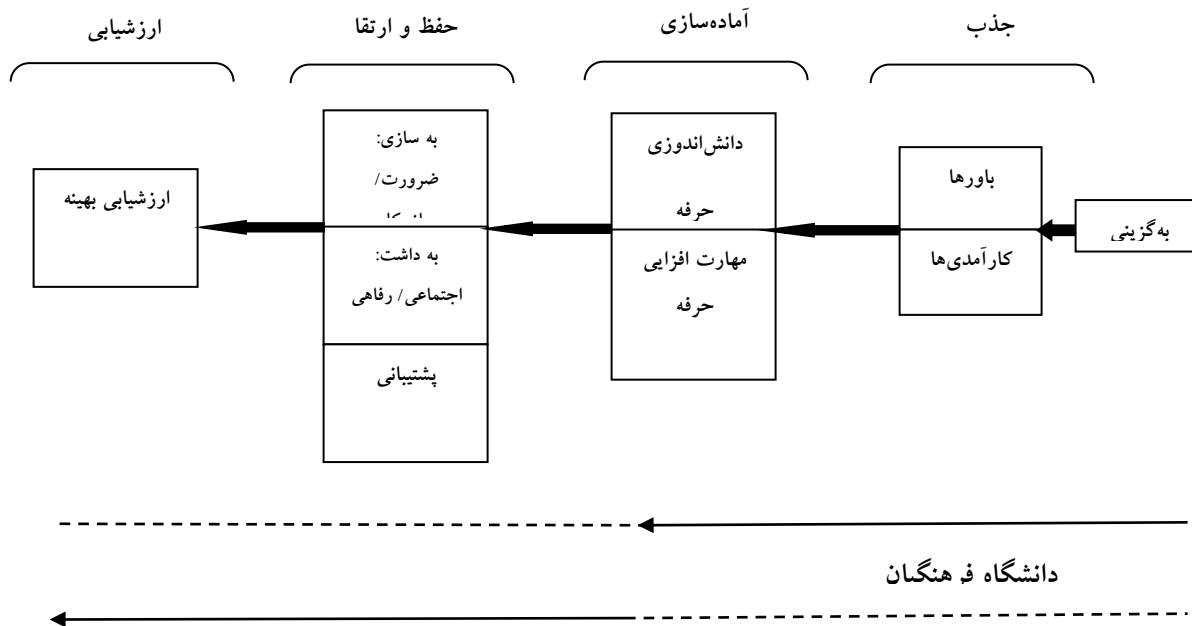 جذب
آماده‌سازی
حفظ و ارتقا
ارزشیابی
به‌گزینی
باورها
کارآمدی‌ها
دانش‌اندوزی
حرفه
مهارت افزایی
حرفه
به سازی:
ضرورت/
به داشت:
اجتماعی/ رفاهی
پشتیبانی
ارزشیابی بهینه
دانشگاه فرهنگیان